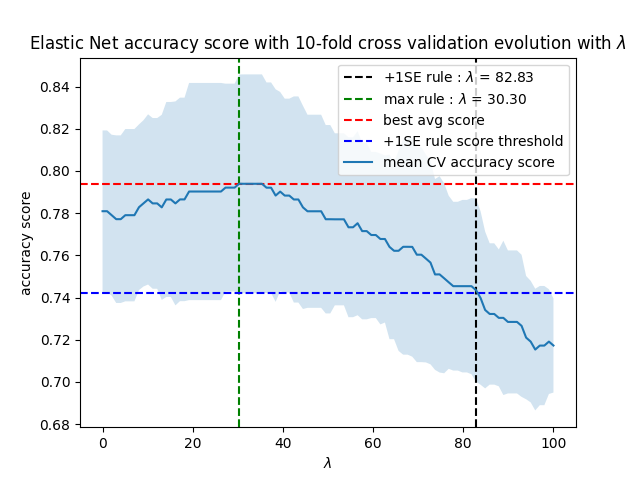 Elastic Net accuracy score with 10-fold cross validation evolution with λ
+1SE rule : λ = 82.83
max rule : λ = 30.30
best avg score
+1SE rule score threshold
mean CV accuracy score
accuracy score
0.84
0.82
0.80
0.78
0.76
0.74
0.72
0.70
0.68
0 20 40 60 80 100
λ